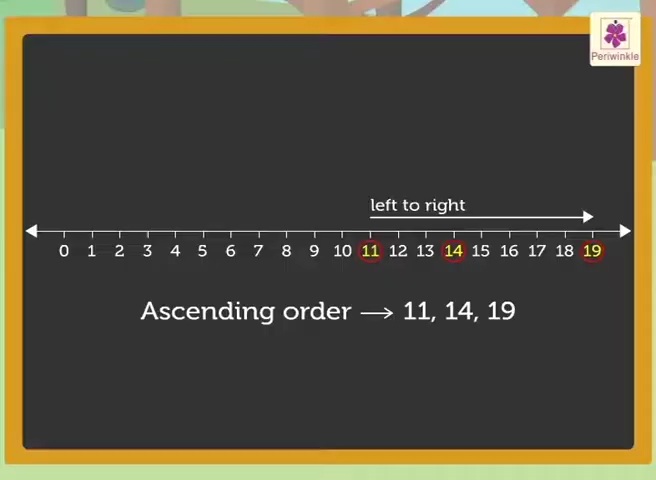 Periwinkle
left to right
0 1 2 3 4 5 6 7 8 9 10 11 12 13 14 15 16 17 18 19
Ascending order → 11, 14, 19